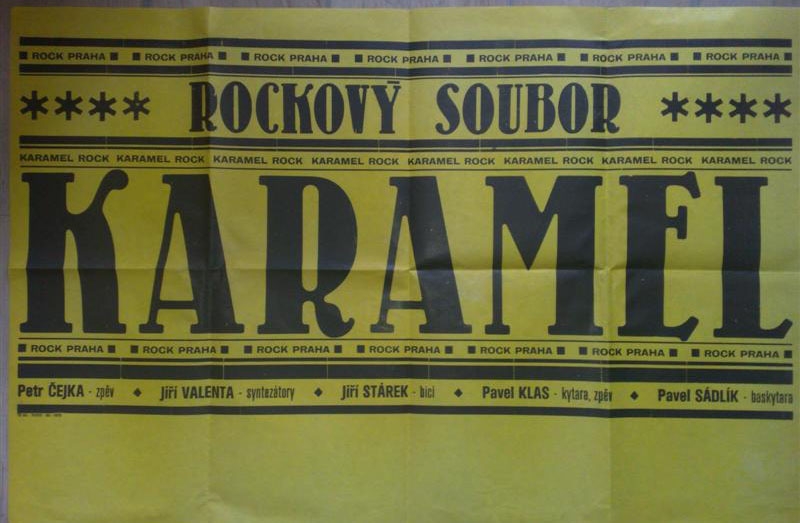 ■ ROCK PRAHA ■ ■ ROCK PRAHA ■ ■ ROCK PRAHA ■ ■ ROCK PRAHA ■ ■ ROCK PRAHA ■ ■ ROCK PRAHA ■ ■ ROCK PRAHA ■
**** ROCKOVÝ SOUBOR ****
KARAMEL ROCK KARAMEL ROCK KARAMEL ROCK KARAMEL ROCK KARAMEL ROCK KARAMEL ROCK KARAMEL ROCK KARAMEL ROCK
KARAMEL
■ ROCK PRAHA ■ ■ ROCK PRAHA ■ ■ ROCK PRAHA ■ ■ ROCK PRAHA ■ ■ ROCK PRAHA ■ ■ ROCK PRAHA ■ ■ ROCK PRAHA ■
Petr ČEJKA - zpěv ◆ Jiří VALENTA - syntezátory ◆ Jiří STÁREK - bicí ◆ Pavel KLAS - kytara, zpěv ◆ Pavel SÁDLÍK - baskytara